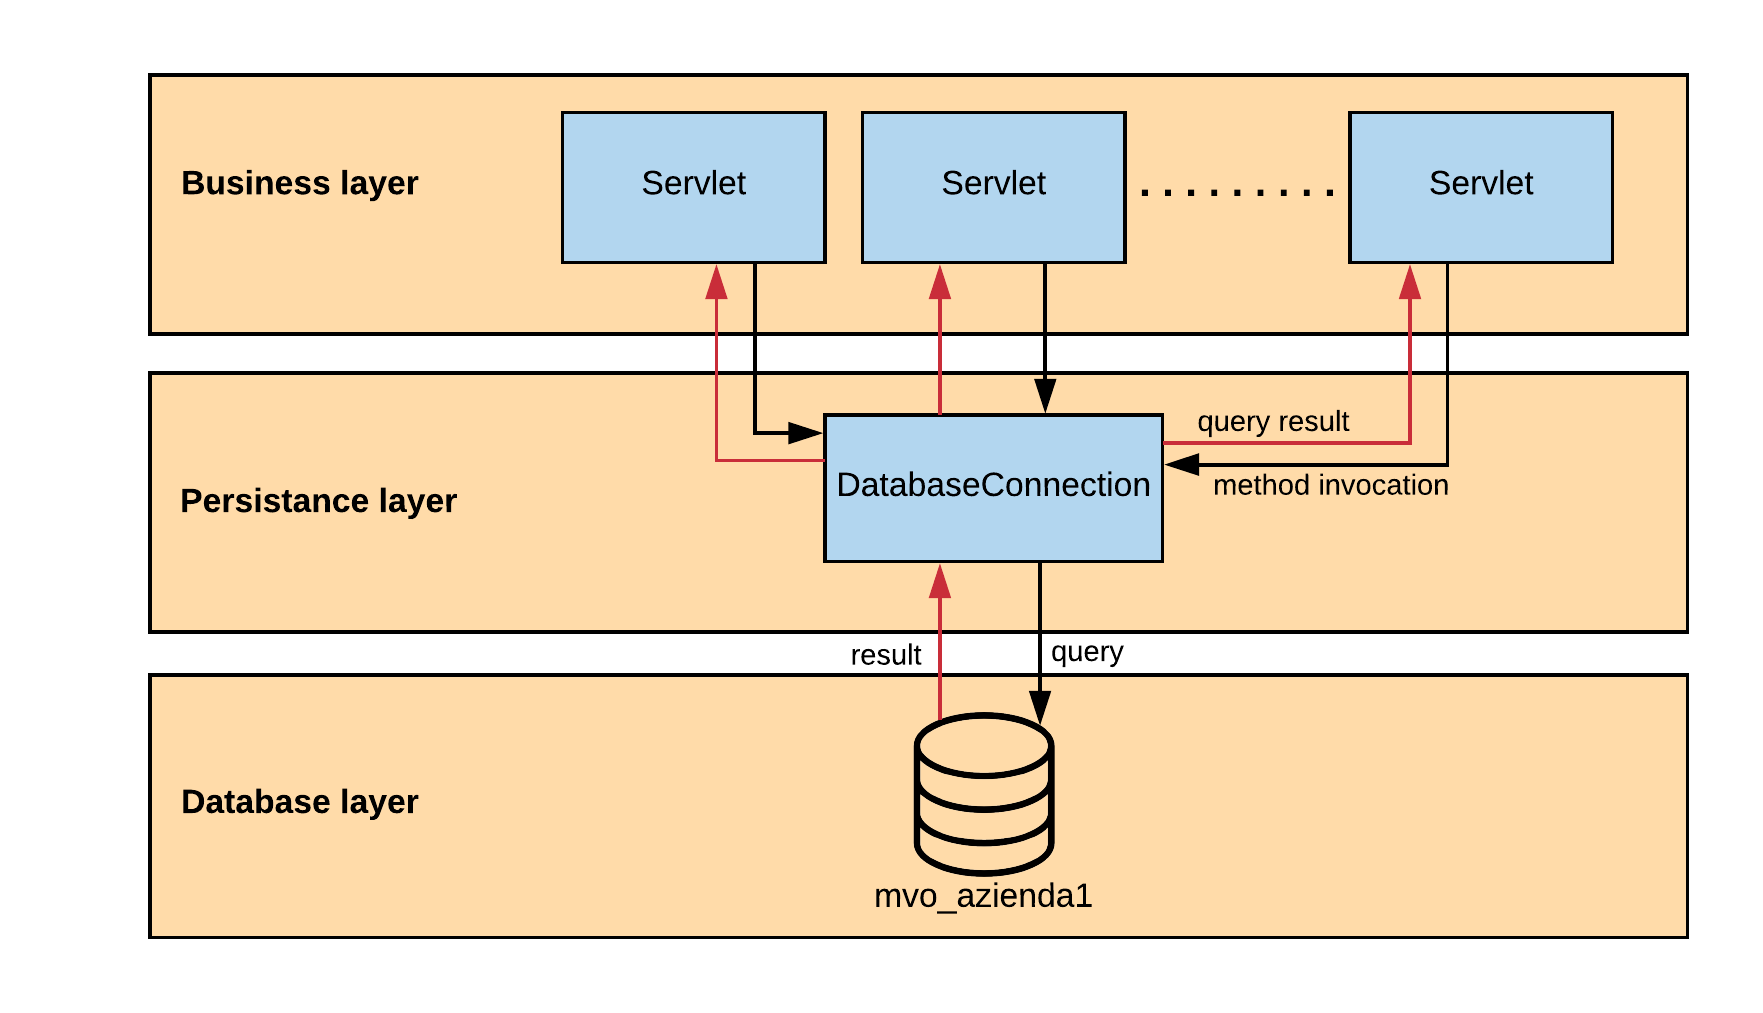 Business layer
Servlet
Servlet
.........
Servlet
Persistance layer
DatabaseConnection
query result
method invocation
result
query
Database layer
mvo_azienda1